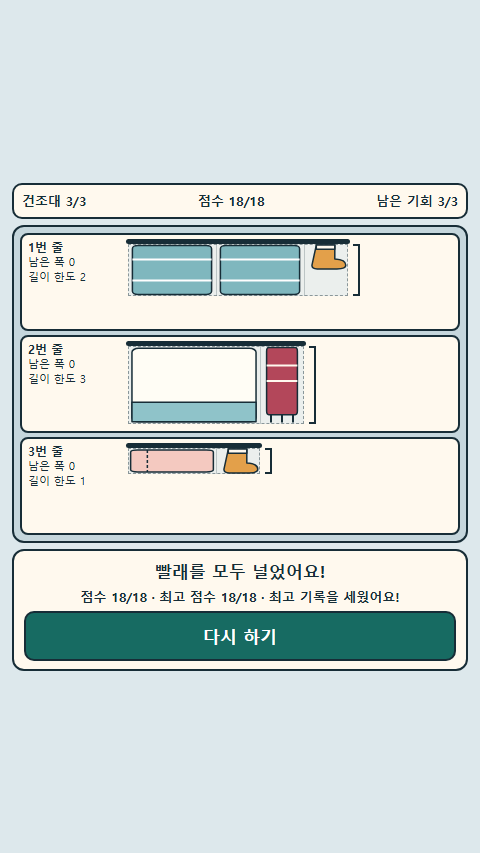 건조대 3/3 점수 18/18 남은 기회 3/3
1번 줄
남은 폭 0
길이 한도 2
2번 줄
남은 폭 0
길이 한도 3
3번 줄
남은 폭 0
길이 한도 1
빨래를 모두 널었어요!
점수 18/18 · 최고 점수 18/18 · 최고 기록을 세웠어요!
다시 하기